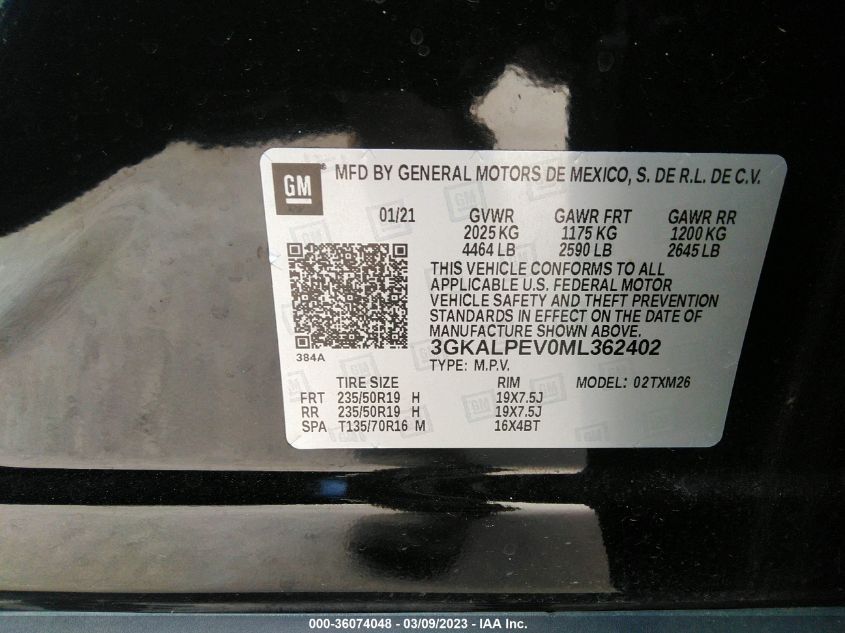 GM ® MFD BY GENERAL MOTORS DE MEXICO, S. DE R.L. DE C.V.
01/21 GVWR GAWR FRT GAWR RR
2025 KG 1175 KG 1200 KG
4464 LB 2590 LB 2645 LB
THIS VEHICLE CONFORMS TO ALL
APPLICABLE U.S. FEDERAL MOTOR
VEHICLE SAFETY AND THEFT PREVENTION
STANDARDS IN EFFECT ON THE DATE OF
MANUFACTURE SHOWN ABOVE.
384A
3GKALPEV0ML362402
TYPE: M.P.V.
TIRE SIZE RIM MODEL: 02TXM26
FRT 235/50R19 H 19X7.5J
RR 235/50R19 H 19X7.5J
SPA T135/70R16 M 16X4BT
000-36074048 - 03/09/2023 - IAA Inc.